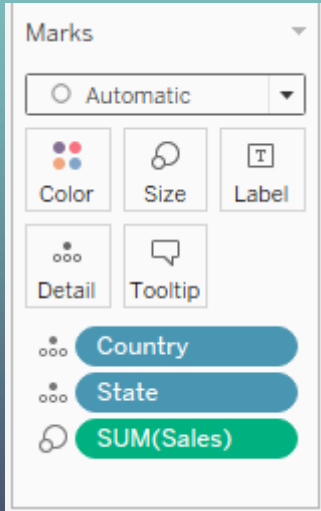 Marks
Automatic
Color Size Label
Detail Tooltip
Country
State
SUM(Sales)